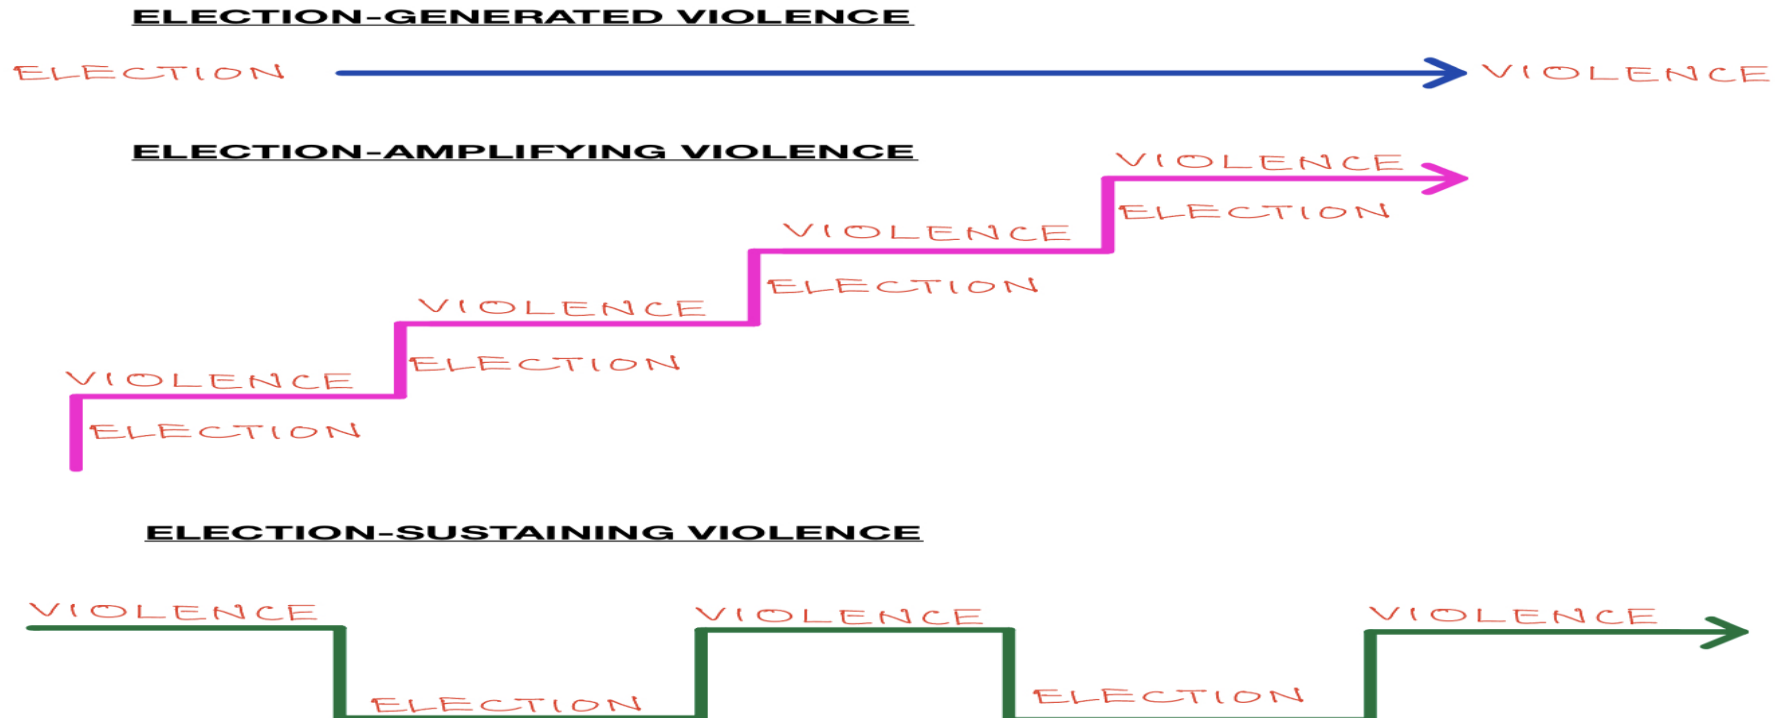 ELECTION-GENERATED VIOLENCE
ELECTION VIOLENCE
ELECTION-AMPLIFYING VIOLENCE
VIOLENCE
ELECTION
VIOLENCE
ELECTION
VIOLENCE
ELECTION
VIOLENCE
ELECTION
ELECTION-SUSTAINING VIOLENCE
VIOLENCE VIOLENCE VIOLENCE
ELECTION ELECTION